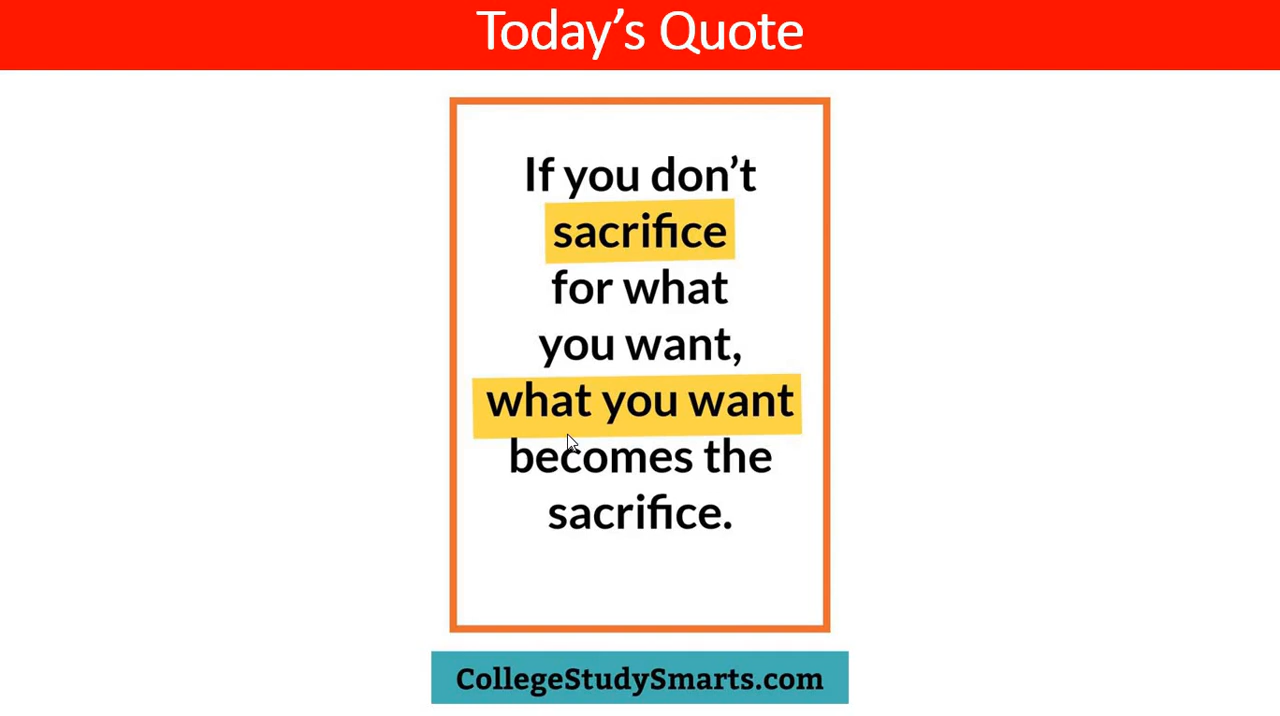 Today’s Quote
If you don’t
sacrifice
for what
you want,
what you want
becomes the
sacrifice.
CollegeStudySmarts.com